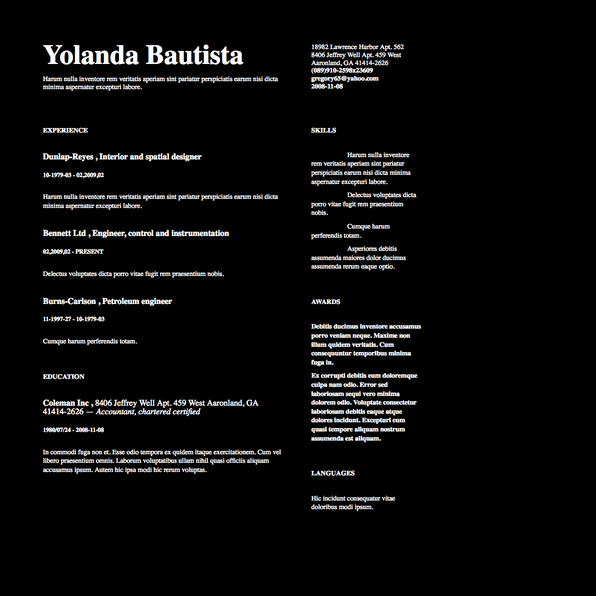 Yolanda Bautista
Harum nulla inventore rem veritatis aperiam sint pariatur perspiciatis earum nisi dicta
minima aspernatur excepturi labore.
18982 Lawrence Harbor Apt. 562
8406 Jeffrey Well Apt. 459 West
Aaronland, GA 41414-2626
(089)910-2598x23609
gregory65@yahoo.com
2008-11-08
EXPERIENCE
Dunlap-Reyes , Interior and spatial designer
10-1979-03 - 02,2009,02
Harum nulla inventore rem veritatis aperiam sint pariatur perspiciatis earum nisi dicta
minima aspernatur excepturi labore.
Bennett Ltd , Engineer, control and instrumentation
02,2009,02 - PRESENT
Delectus voluptates dicta porro vitae fugit rem praesentium nobis.
Burns-Carlson , Petroleum engineer
11-1997-27 - 10-1979-03
Cumque harum perferendis totam.
EDUCATION
Coleman Inc , 8406 Jeffrey Well Apt. 459 West Aaronland, GA
41414-2626 — Accountant, chartered certified
1980/07/24 - 2008-11-08
In commodi fuga non et. Esse odio tempora ex quidem itaque exercitationem. Cum vel
libero praesentium omnis. Laborum voluptatibus ullam nihil quasi officiis aliquam
accusamus ipsum. Autem hic ipsa modi hic rerum voluptas.
SKILLS
Harum nulla inventore
rem veritatis aperiam sint pariatur
perspiciatis earum nisi dicta minima
aspernatur excepturi labore.
Delectus voluptates dicta
porro vitae fugit rem praesentium
nobis.
Cumque harum
perferendis totam.
Asperiores debitis
assumenda maiores dolor ducimus
assumenda rerum eaque optio.
AWARDS
Debitis ducimus inventore accusamus
porro veniam neque. Maxime non
illum quidem veritatis. Cum
consequuntur temporibus minima
fuga in.
Ex corrupti debitis eum doloremque
culpa nam odio. Error sed
laboriosam sequi vero minima
dolorem odio. Voluptate consectetur
laboriosam debitis eaque atque
dolores incidunt. Excepturi eum
quasi tempore aliquam nostrum
assumenda est aliquam.
LANGUAGES
Hic incidunt consequatur vitae
doloribus modi ipsum.